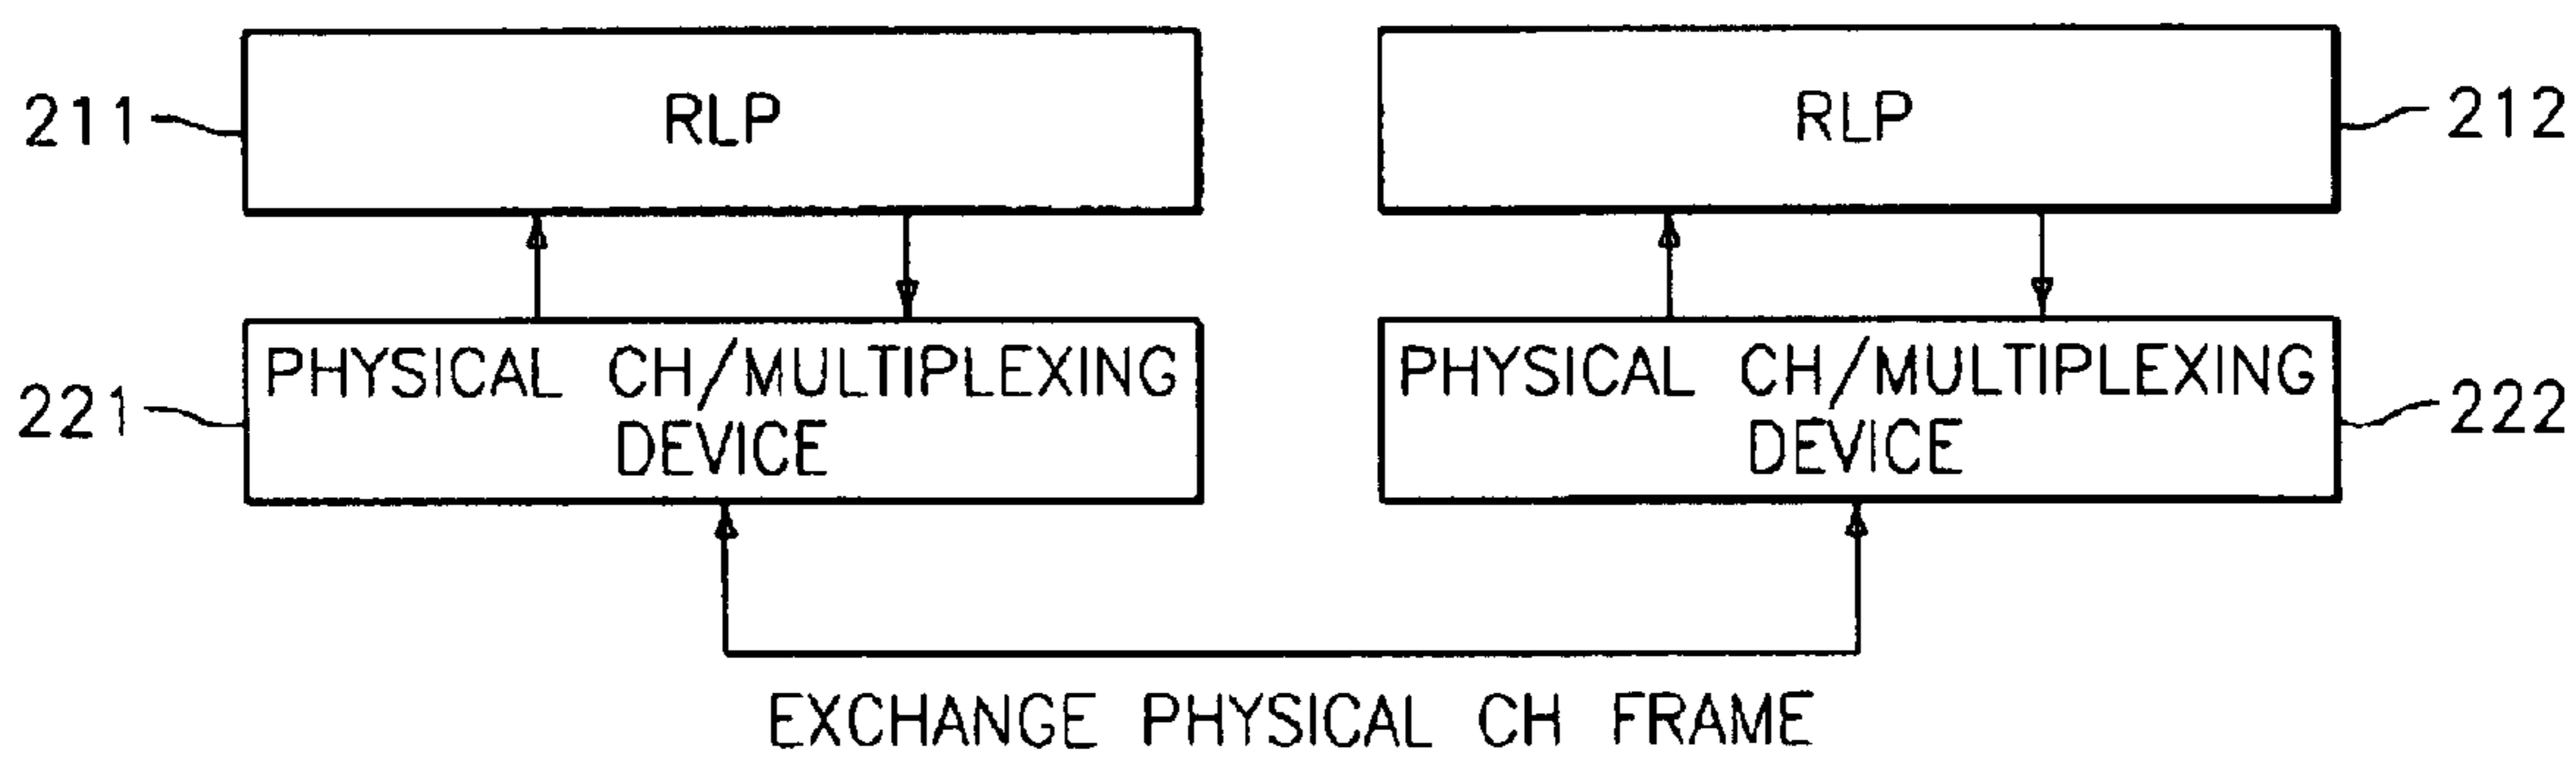 211
RLP
RLP
212
221
PHYSICAL CH/MULTIPLEXING
DEVICE
PHYSICAL CH/MULTIPLEXING
DEVICE
222
EXCHANGE PHYSICAL CH FRAME